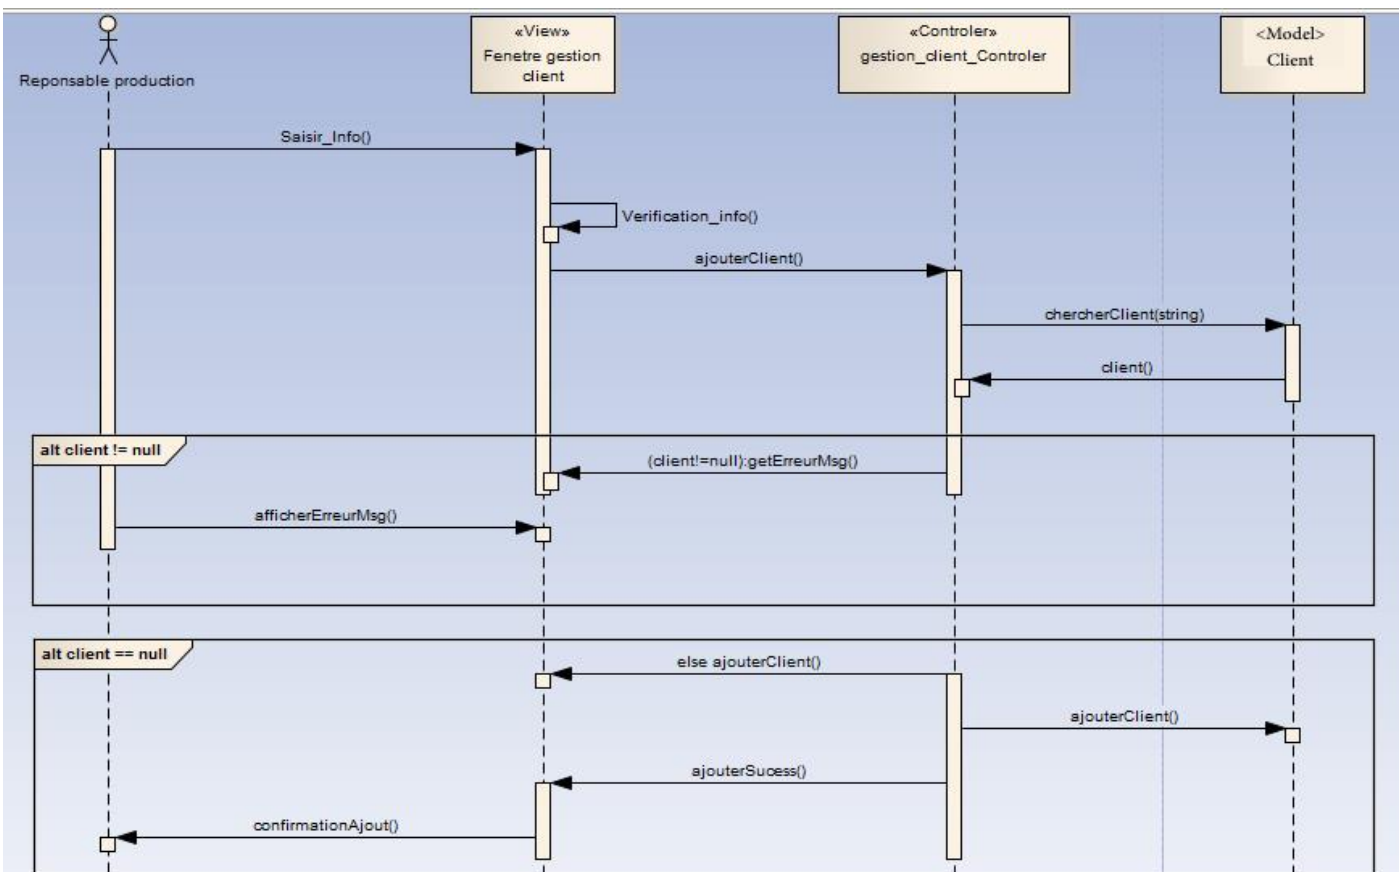 «View»
Fenetre gestion
client
«Controler»
gestion_client_Controler
<Model>
Client
Reponsable production
Saisir_Info()
Verification_info()
ajouterClient()
chercherClient(string)
client()
alt client != null
(client!=null):getErreurMsg()
afficherErreurMsg()
alt client == null
else ajouterClient()
ajouterClient()
ajouterSucess()
confirmationAjout()